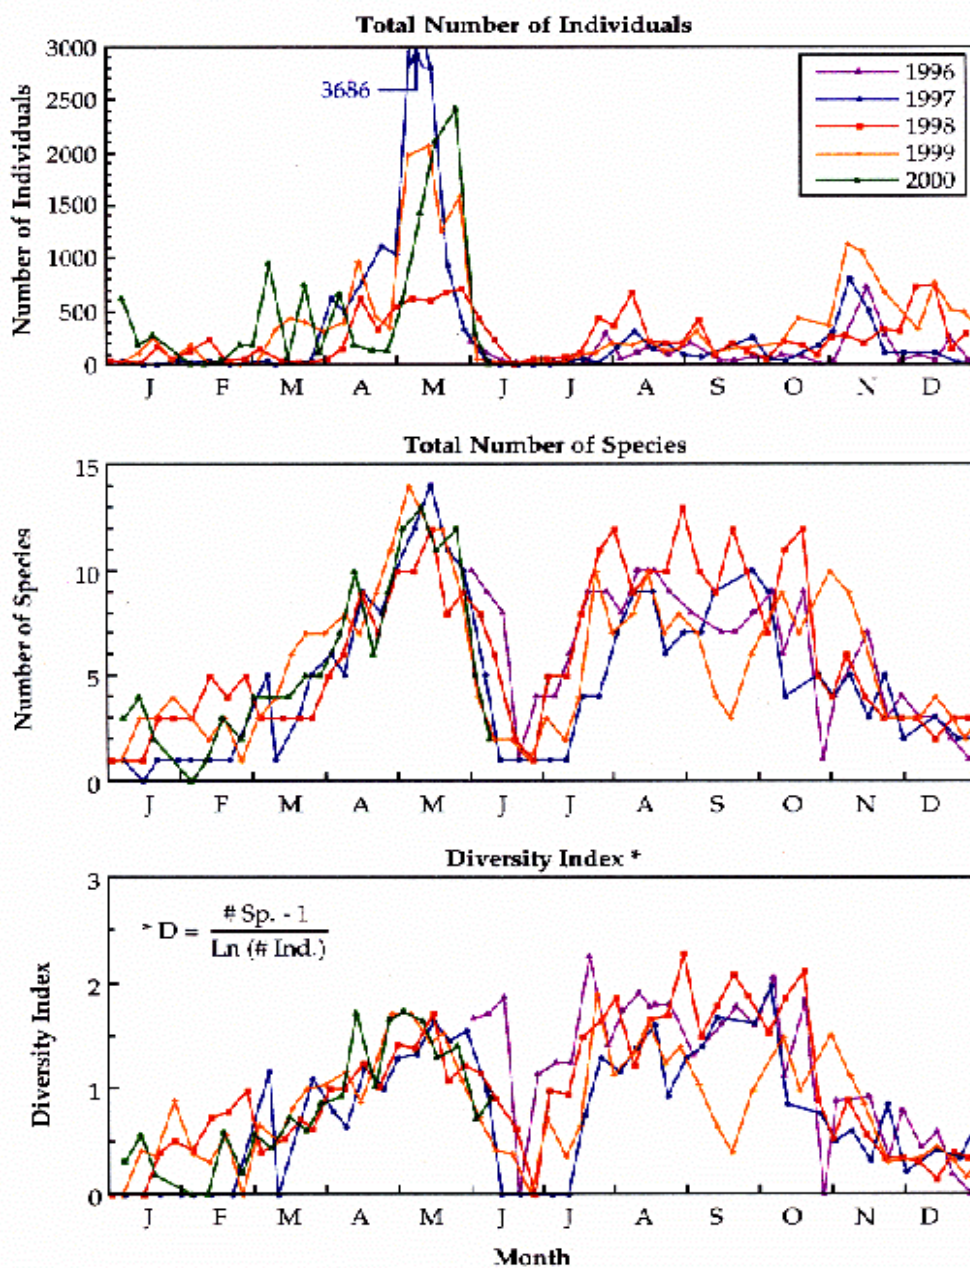 Total Number of Individuals
Number of Individuals
3000
2500
2000
1500
1000
500
0
3686
1996
1997
1998
1999
2000
J F M A M J J A S O N D
Total Number of Species
Number of Species
15
10
5
0
J F M A M J J A S O N D
Diversity Index *
Diversity Index
3
2
1
0
* D = # Sp. - 1
Ln (# Ind.)
J F M A M J J A S O N D
Month